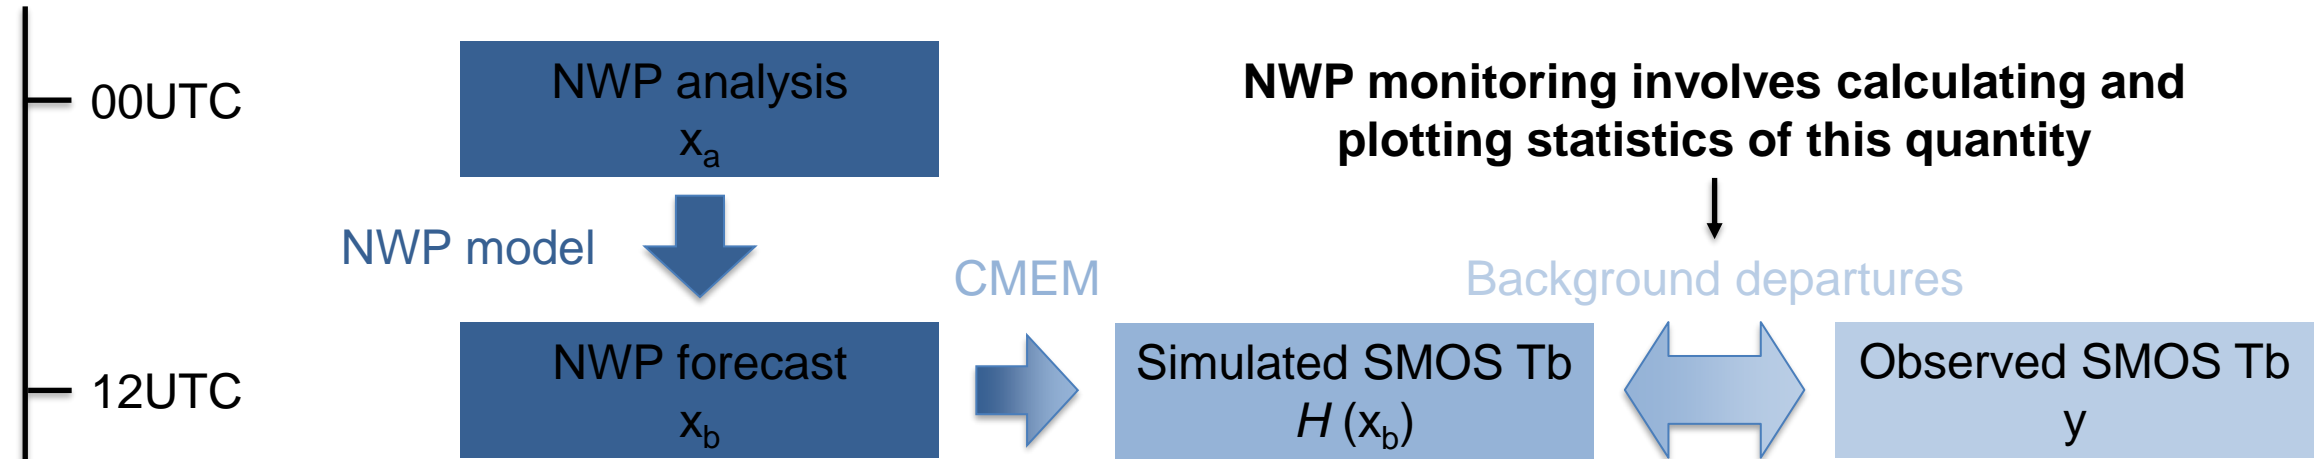 00UTC
NWP analysis
xa
NWP monitoring involves calculating and
plotting statistics of this quantity
NWP model
CMEM
Background departures
12UTC
NWP forecast
xb
Simulated SMOS Tb
H (xb)
Observed SMOS Tb
y